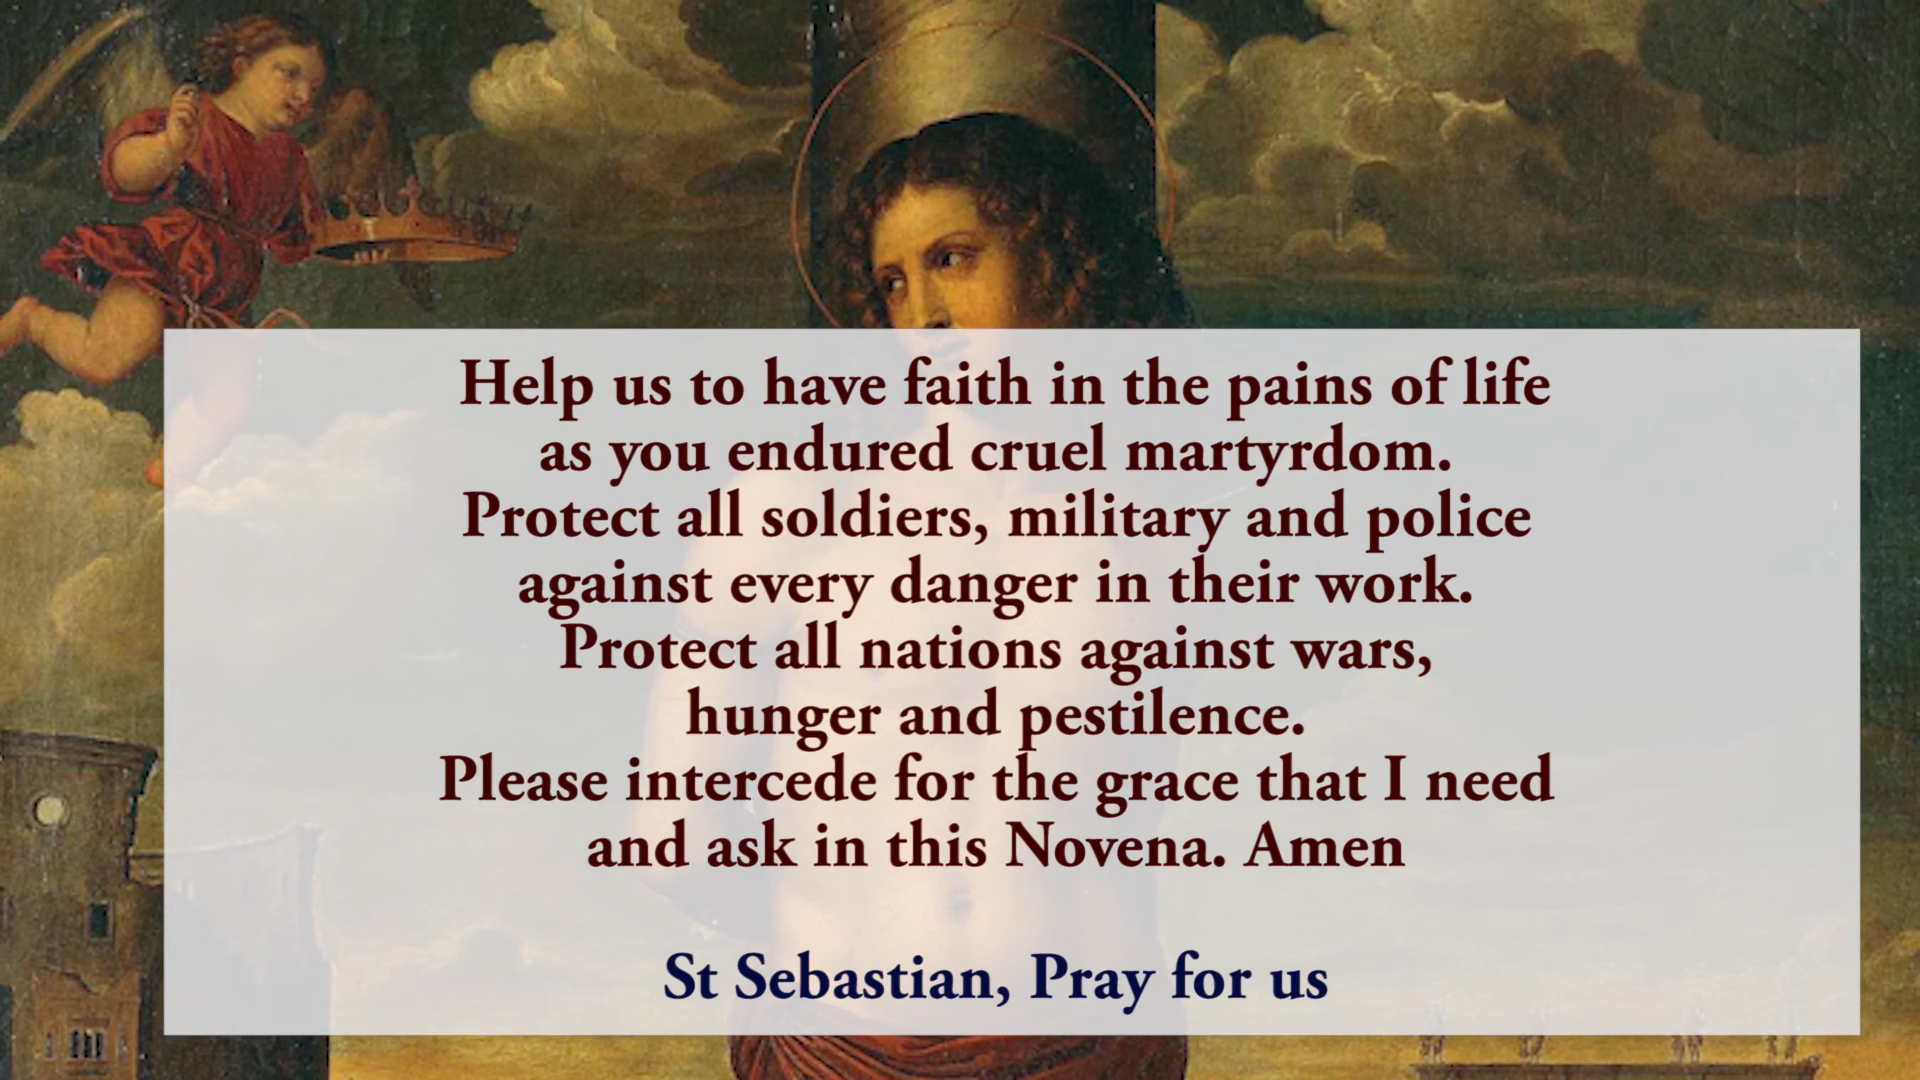 Help us to have faith in the pains of life
as you endured cruel martyrdom.
Protect all soldiers, military and police
against every danger in their work.
Protect all nations against wars,
hunger and pestilence.
Please intercede for the grace that I need
and ask in this Novena. Amen
St Sebastian, Pray for us